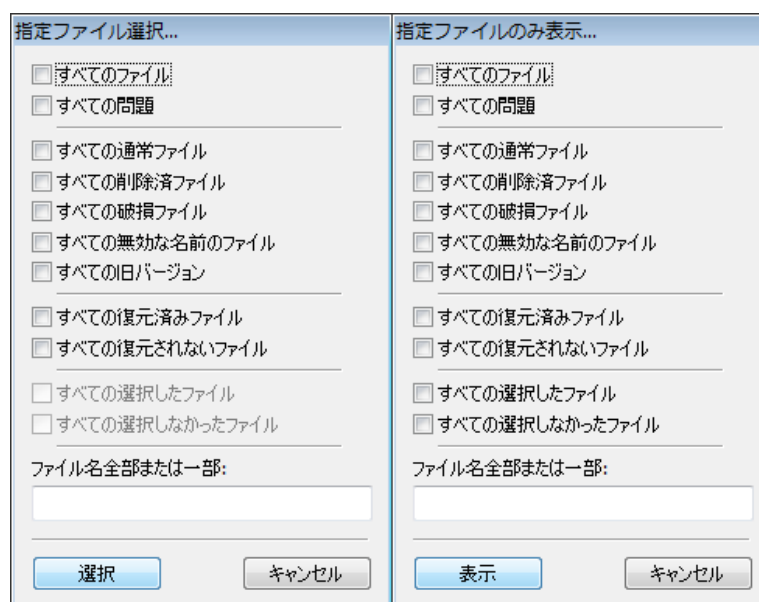 指定ファイル選択...
すべてのファイル
すべての問題
すべての通常ファイル
すべての削除済ファイル
すべての破損ファイル
すべての無効な名前のファイル
すべての旧バージョン
すべての復元済みファイル
すべての復元されないファイル
すべての選択したファイル
すべての選択しなかったファイル
ファイル名全部または一部:
選択
キャンセル
指定ファイルのみ表示...
すべてのファイル
すべての問題
すべての通常ファイル
すべての削除済ファイル
すべての破損ファイル
すべての無効な名前のファイル
すべての旧バージョン
すべての復元済みファイル
すべての復元されないファイル
すべての選択したファイル
すべての選択しなかったファイル
ファイル名全部または一部:
表示
キャンセル